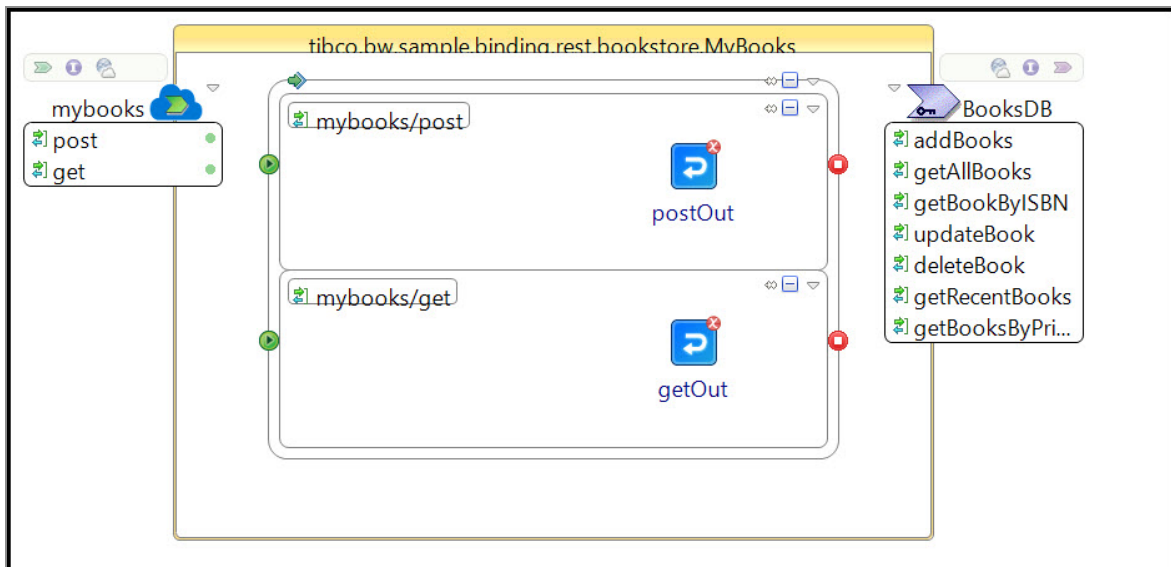 tibco.bw.sample.binding.rest.bookstore.MyBooks
mybooks
post
get
mybooks/post
postOut
mybooks/get
getOut
BooksDB
addBooks
getAllBooks
getBookByISBN
updateBook
deleteBook
getRecentBooks
getBooksByPri...